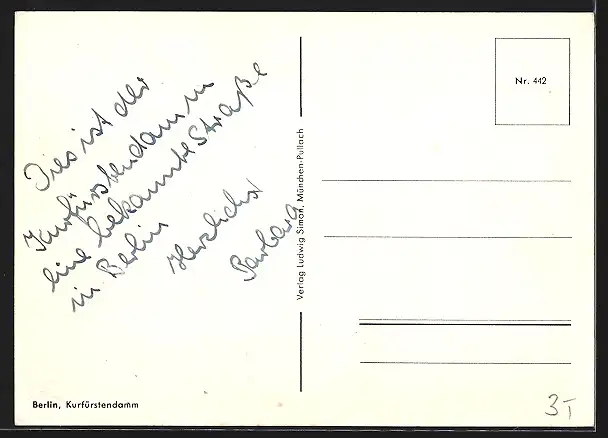 Dies ist der
Kurfürstendamm
eine bekannte Straße
in Berlin
Herzlichst
Barbara
Berlin, Kurfürstendamm
Verlag Ludwig Simon, München-Pullach
Nr. 442
3T